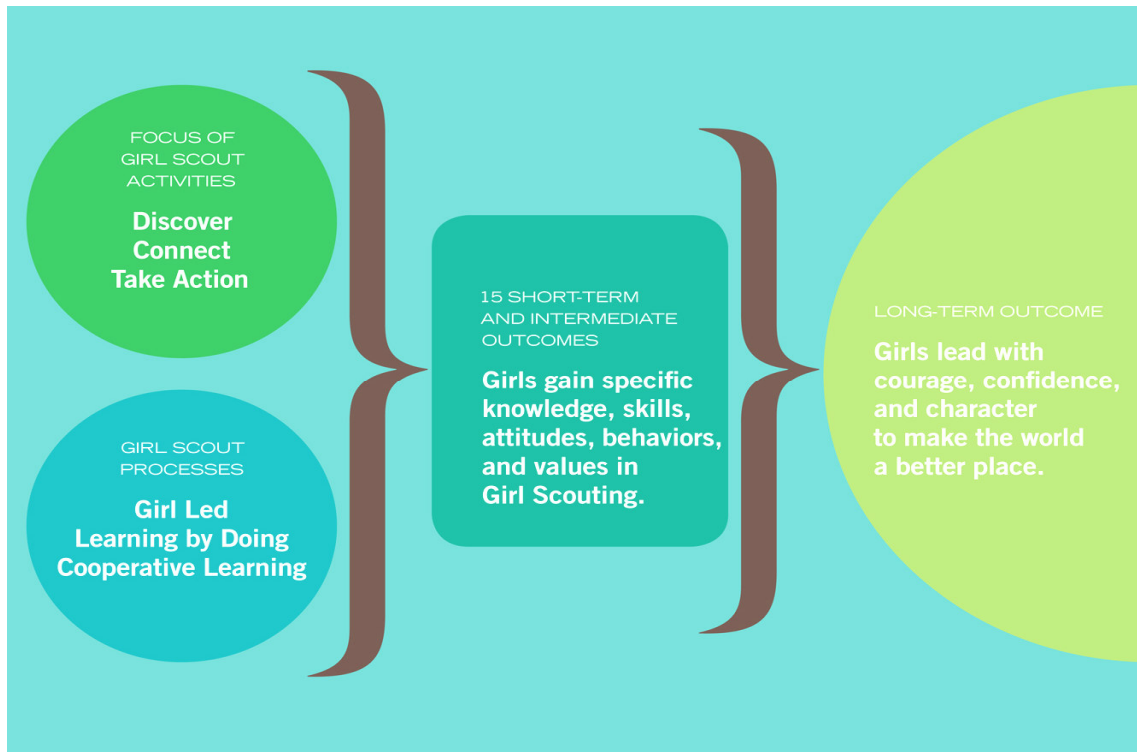 FOCUS OF
GIRL SCOUT
ACTIVITIES
Discover
Connect
Take Action
GIRL SCOUT
PROCESSES
Girl Led
Learning by Doing
Cooperative Learning
15 SHORT-TERM
AND INTERMEDIATE
OUTCOMES
Girls gain specific
knowledge, skills,
attitudes, behaviors,
and values in
Girl Scouting.
LONG-TERM OUTCOME
Girls lead with
courage, confidence,
and character
to make the world
a better place.